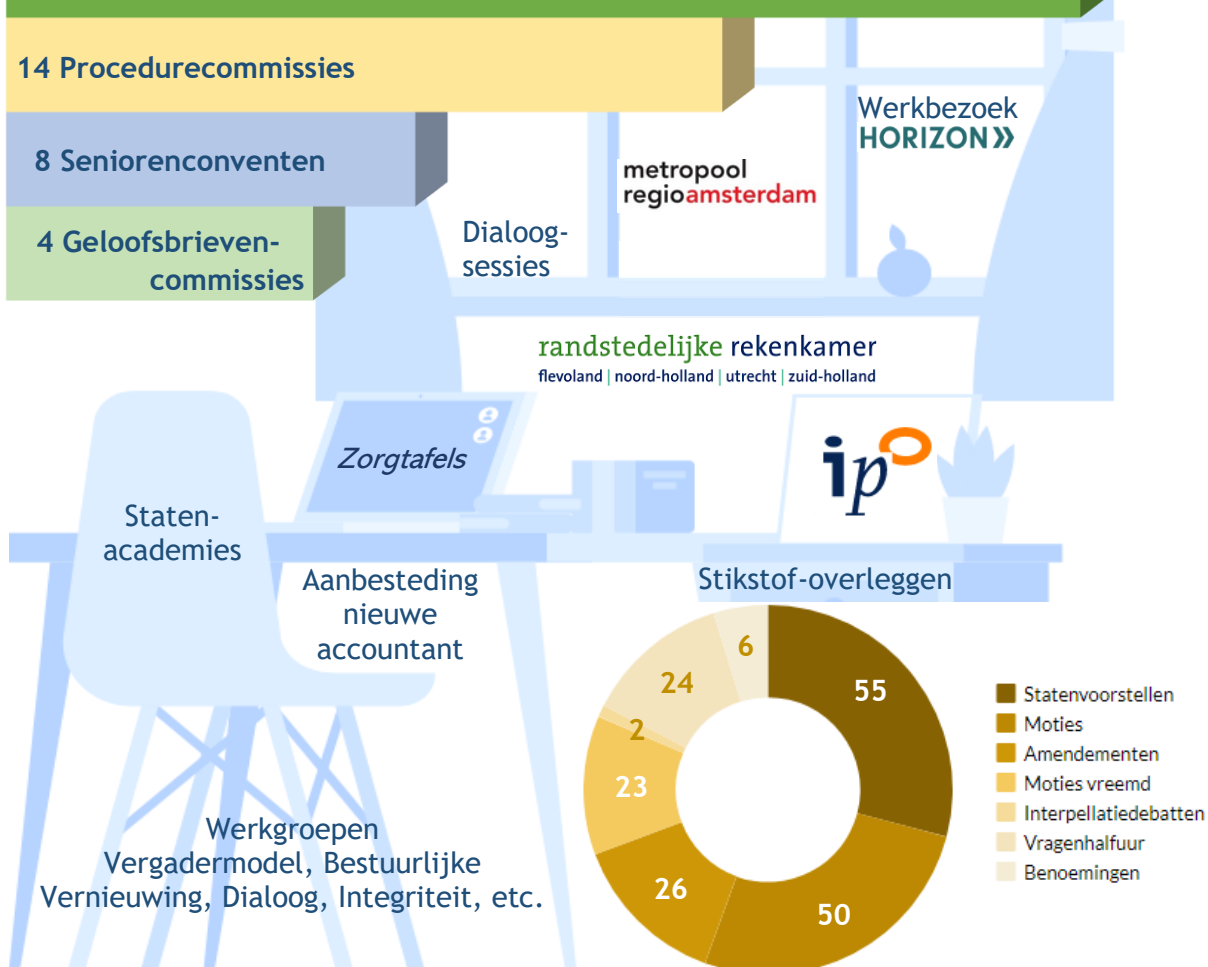 14 Procedurecommissies
8 Seniorenconventen
4 Geloofsbrieven-
commissies
Werkbezoek
HORIZON
metropool
regioamsterdam
Dialoog-
sessies
randstedelijke rekenkamer
flevoland | noord-holland | utrecht | zuid-holland
Zorgtafels
ipo
Staten-
academies
Aanbesteding
nieuwe
accountant
Stikstof-overleggen
Werkgroepen
Vergadermodel, Bestuurlijke
Vernieuwing, Dialoog, Integriteit, etc.
55
50
26
23
2
24
6
Statenvoorstellen
Moties
Amendementen
Moties vreemd
Interpellatiedebatten
Vragenhalfuur
Benoemingen